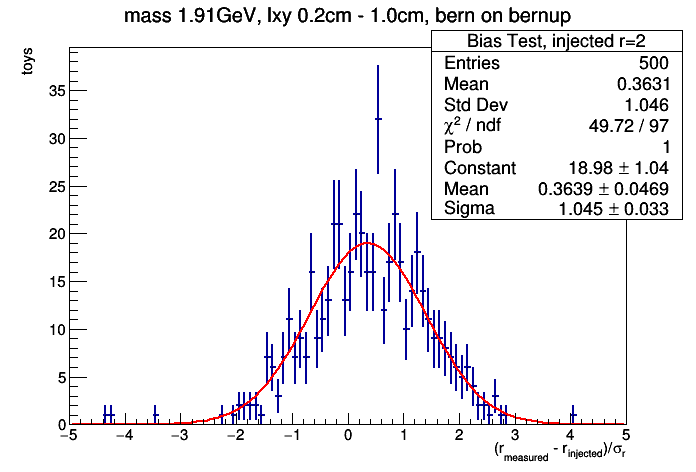 mass 1.91GeV, lxy 0.2cm - 1.0cm, bern on bernup
Bias Test, injected r=2
Entries 500
Mean 0.3631
Std Dev 1.046
χ² / ndf 49.72 / 97
Prob 1
Constant 18.98 ± 1.04
Mean 0.3639 ± 0.0469
Sigma 1.045 ± 0.033
toys
35
30
25
20
15
10
5
0
−5 −4 −3 −2 −1 0 1 2 3 4 5
(r_measured - r_injected)/σ_r